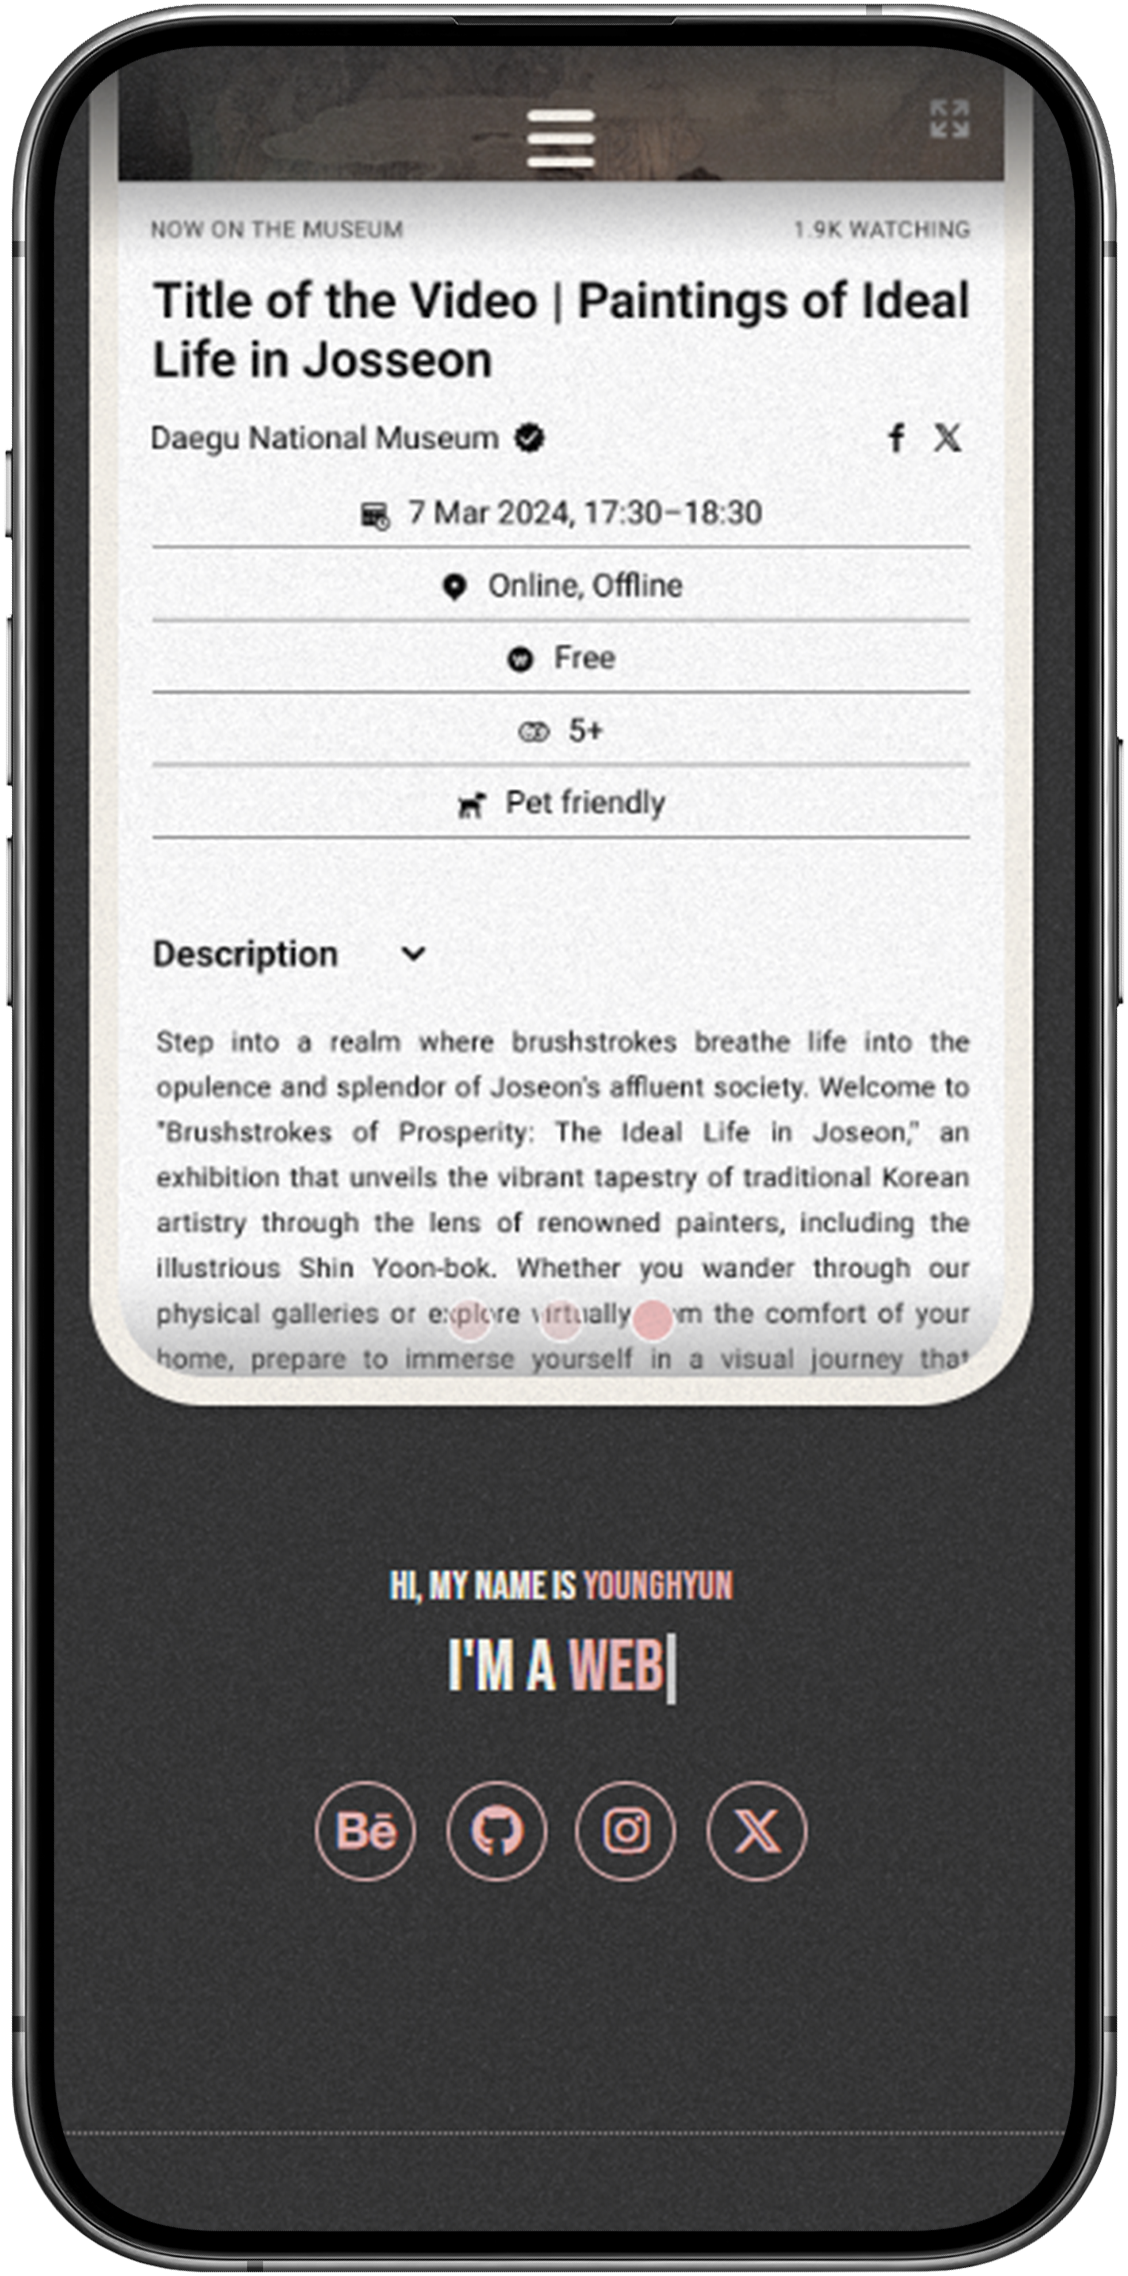 NOW ON THE MUSEUM 1.9K WATCHING
Title of the Video | Paintings of Ideal
Life in Josseon
Daegu National Museum
7 Mar 2024, 17:30–18:30
Online, Offline
Free
5+
Pet friendly
Description
Step into a realm where brushstrokes breathe life into the
opulence and splendor of Joseon's affluent society. Welcome to
"Brushstrokes of Prosperity: The Ideal Life in Joseon," an
exhibition that unveils the vibrant tapestry of traditional Korean
artistry through the lens of renowned painters, including the
illustrious Shin Yoon-bok. Whether you wander through our
physical galleries or explore virtually the comfort of your
home, prepare to immerse yourself in a visual journey that
HI, MY NAME IS YOUNGHYUN
I'M A WEB
Bē